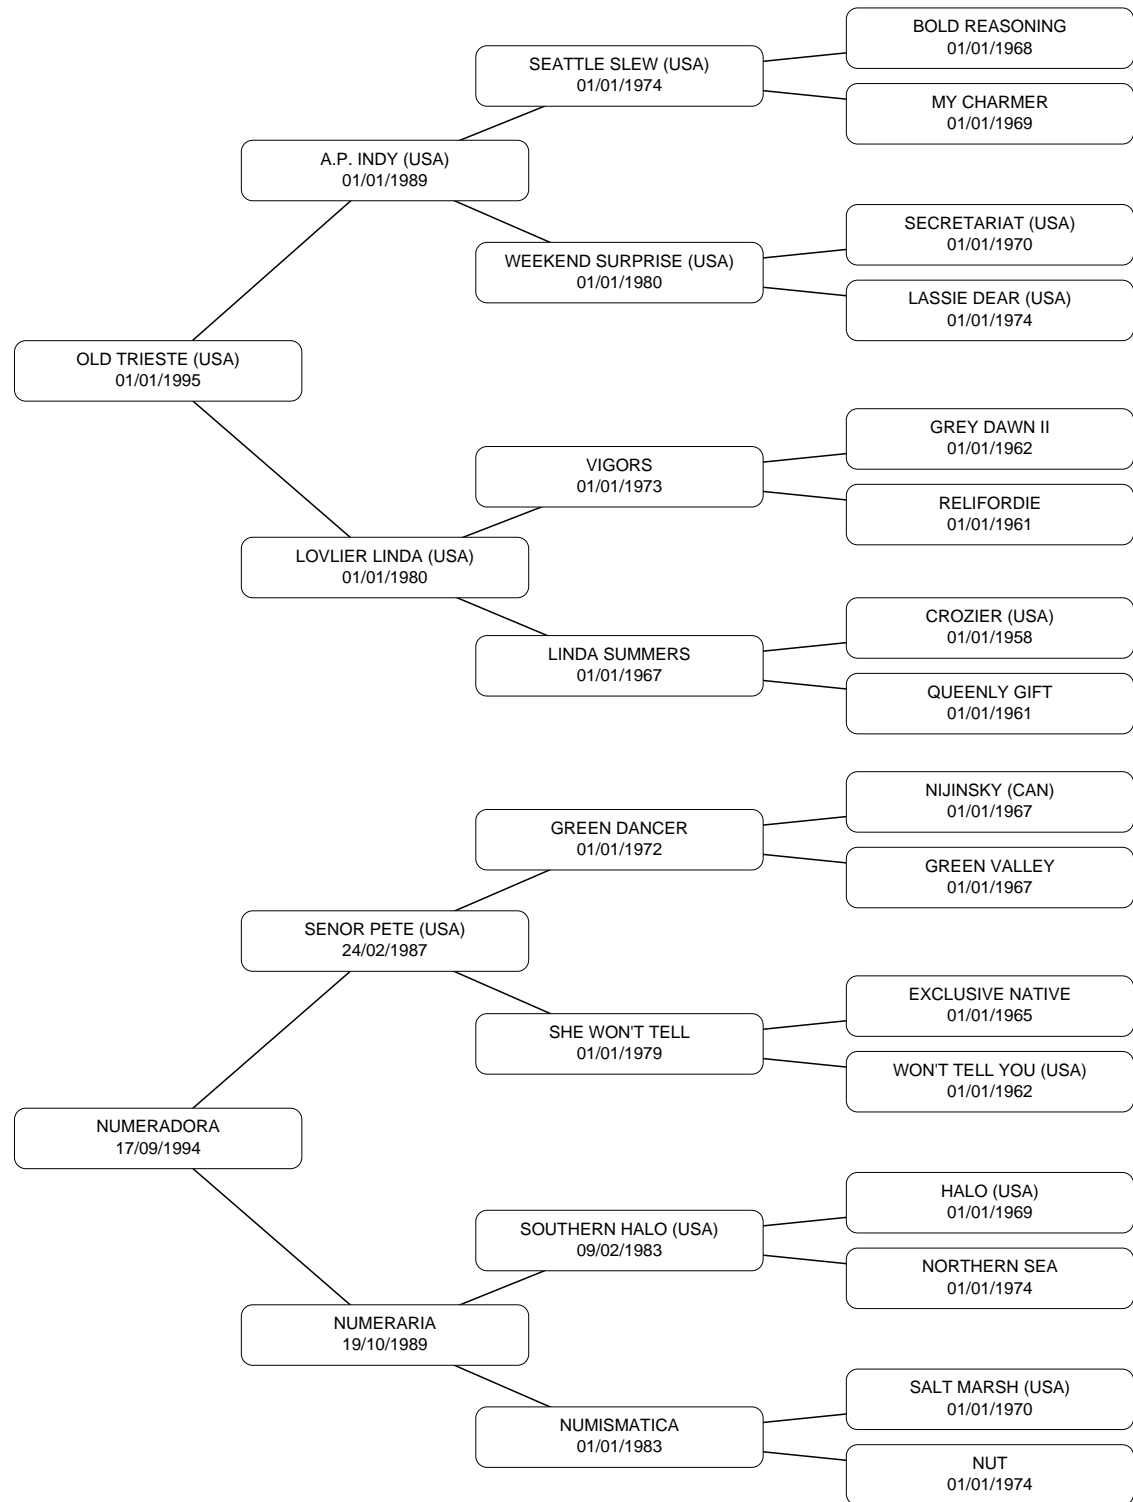 BOLD REASONING
01/01/1968
SEATTLE SLEW (USA)
01/01/1974
MY CHARMER
01/01/1969
A.P. INDY (USA)
01/01/1989
SECRETARIAT (USA)
01/01/1970
WEEKEND SURPRISE (USA)
01/01/1980
LASSIE DEAR (USA)
01/01/1974
OLD TRIESTE (USA)
01/01/1995
GREY DAWN II
01/01/1962
VIGORS
01/01/1973
RELIFORDIE
01/01/1961
LOVLIER LINDA (USA)
01/01/1980
CROZIER (USA)
01/01/1958
LINDA SUMMERS
01/01/1967
QUEENLY GIFT
01/01/1961
NIJINSKY (CAN)
01/01/1967
GREEN DANCER
01/01/1972
GREEN VALLEY
01/01/1967
SENOR PETE (USA)
24/02/1987
EXCLUSIVE NATIVE
01/01/1965
SHE WON'T TELL
01/01/1979
WON'T TELL YOU (USA)
01/01/1962
NUMERADORA
17/09/1994
HALO (USA)
01/01/1969
SOUTHERN HALO (USA)
09/02/1983
NORTHERN SEA
01/01/1974
NUMERARIA
19/10/1989
SALT MARSH (USA)
01/01/1970
NUMISMATICA
01/01/1983
NUT
01/01/1974